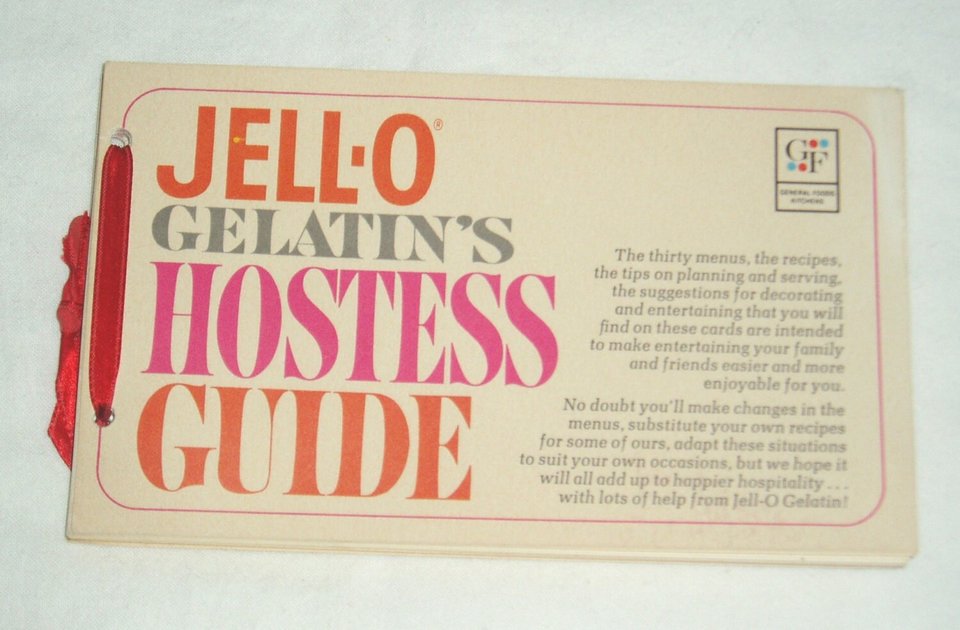 JELL-O®
GELATIN'S
HOSTESS
GUIDE
GF
GENERAL FOODS
KITCHENS
The thirty menus, the recipes,
the tips on planning and serving,
the suggestions for decorating
and entertaining that you will
find on these cards are intended
to make entertaining your family
and friends easier and more
enjoyable for you.
No doubt you'll make changes in the
menus, substitute your own recipes
for some of ours, adapt these situations
to suit your own occasions, but we hope it
will all add up to happier hospitality...
with lots of help from Jell-O Gelatin!